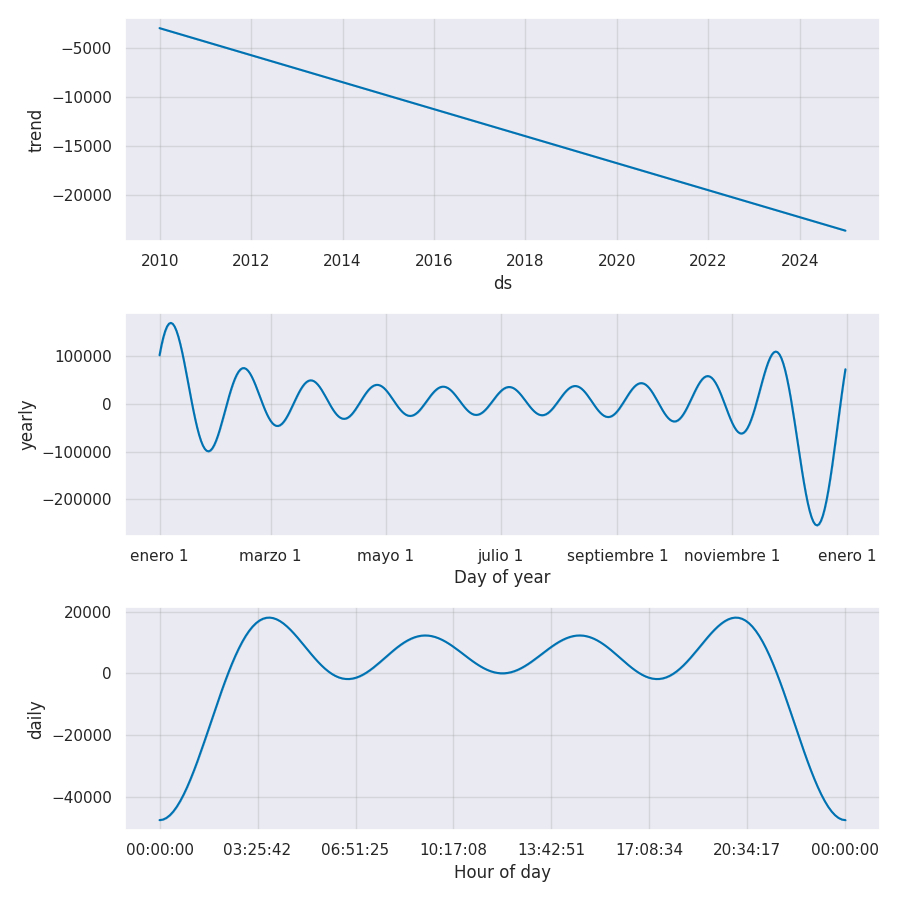 trend
−5000
−10000
−15000
−20000
2010 2012 2014 2016 2018 2020 2022 2024
ds
yearly
100000
0
−100000
−200000
enero 1 marzo 1 mayo 1 julio 1 septiembre 1 noviembre 1 enero 1
Day of year
daily
20000
0
−20000
−40000
00:00:00 03:25:42 06:51:25 10:17:08 13:42:51 17:08:34 20:34:17 00:00:00
Hour of day